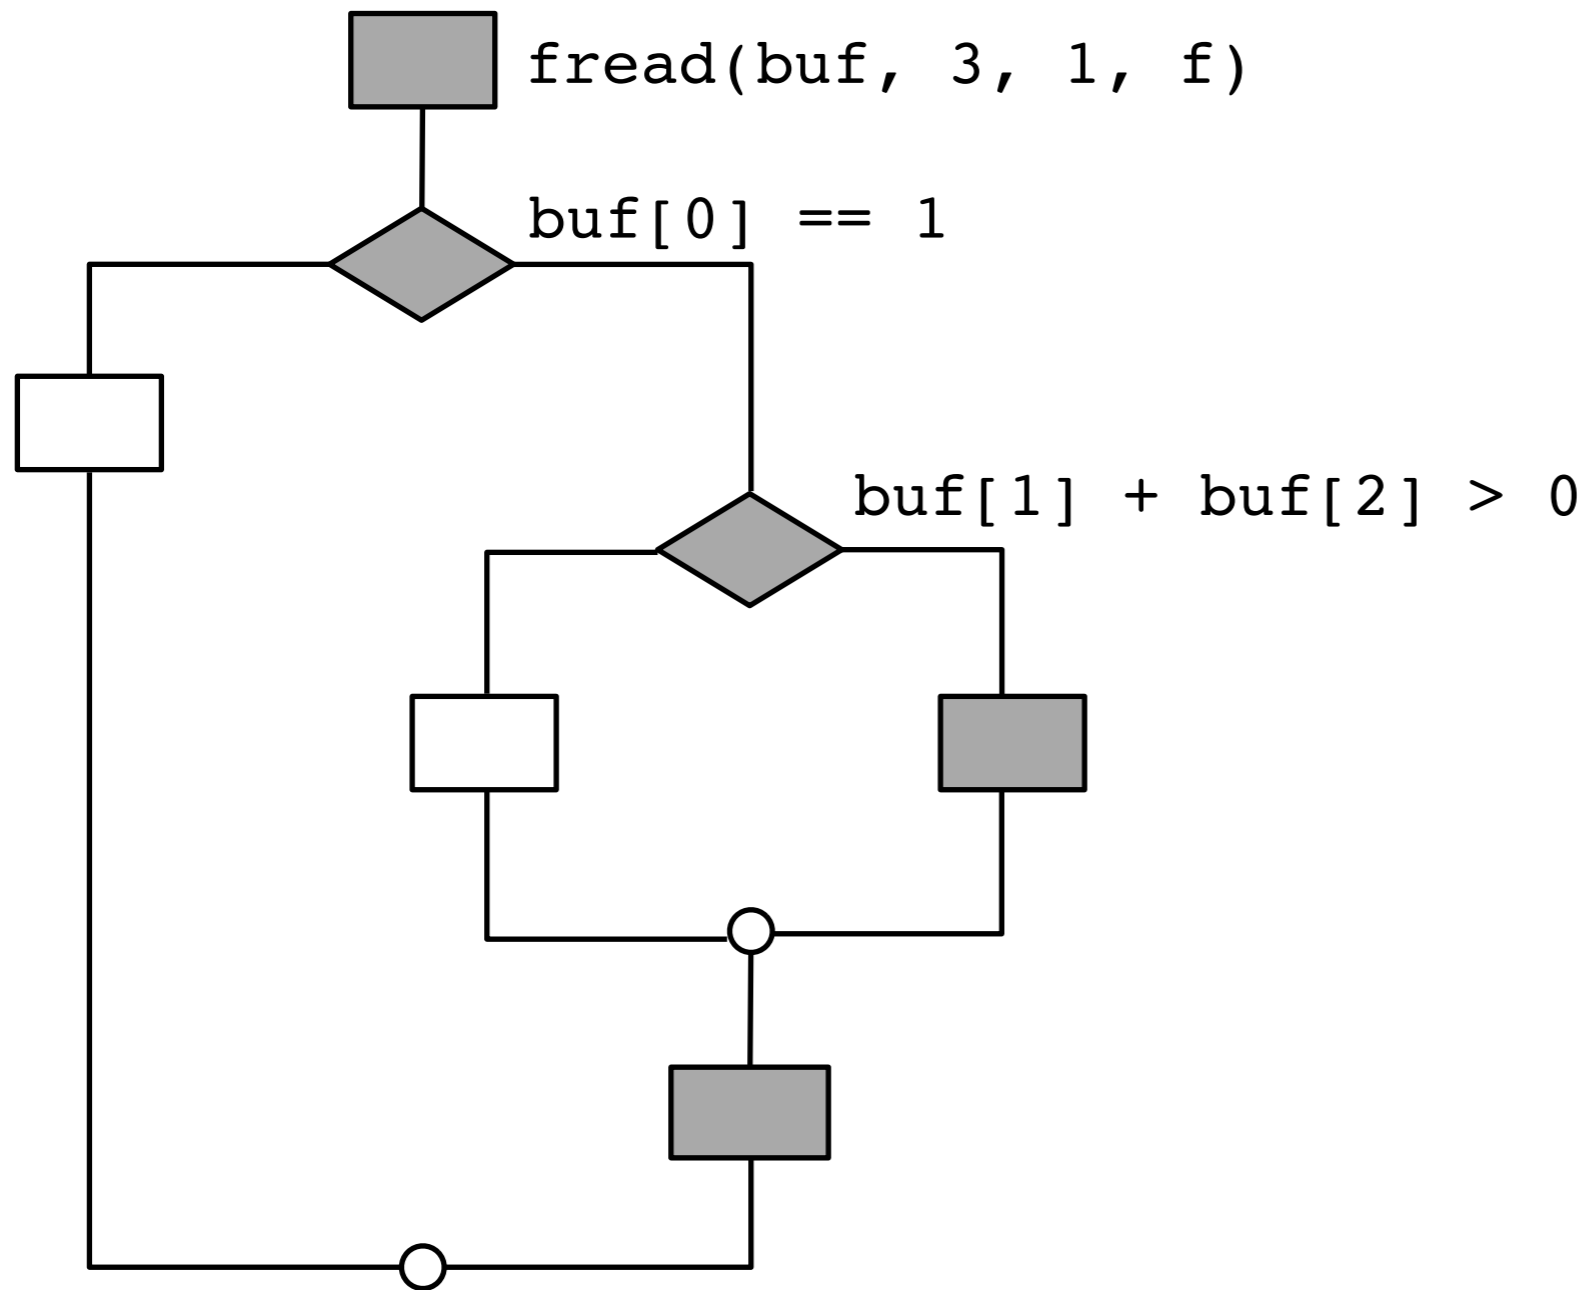 fread(buf, 3, 1, f)
buf[0] == 1
buf[1] + buf[2] > 0